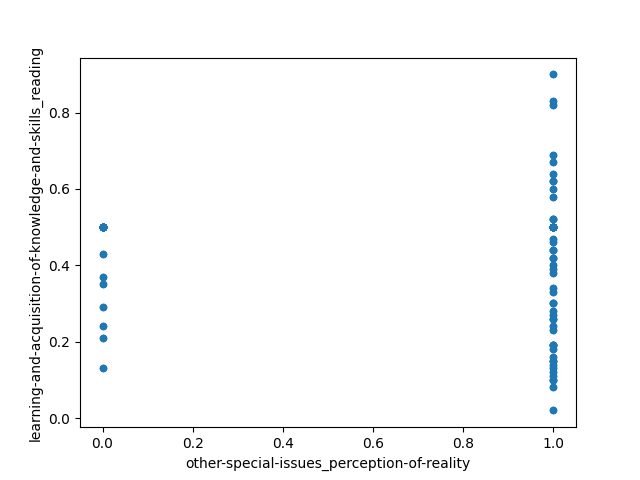 learning-and-acquisition-of-knowledge-and-skills_reading
0.8
0.6
0.4
0.2
0.0
0.0 0.2 0.4 0.6 0.8 1.0
other-special-issues_perception-of-reality